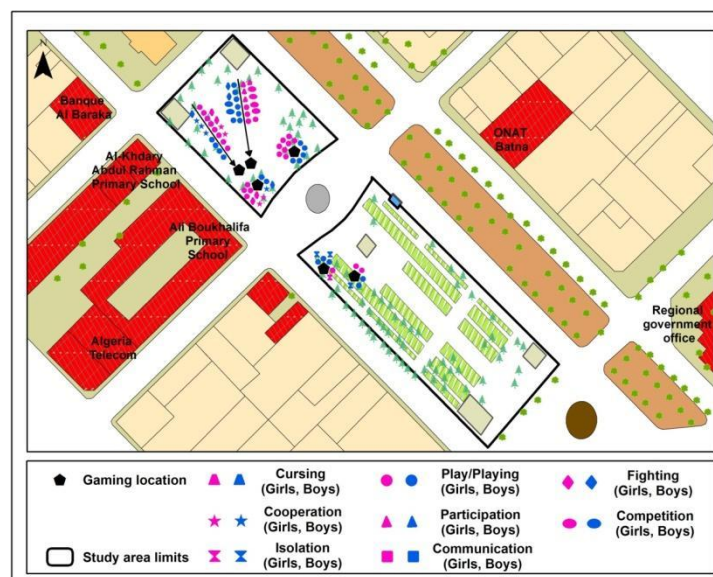 N
Banque
Al Baraka
Al-Khdary
Abdul Rahman
Primary School
Ali Boukhalifa
Primary
School
Algeria
Telecom
ONAT
Batna
Regional
government
office
Gaming location
Cursing
(Girls, Boys)
Play/Playing
(Girls, Boys)
Fighting
(Girls, Boys)
Cooperation
(Girls, Boys)
Participation
(Girls, Boys)
Competition
(Girls, Boys)
Study area limits
Isolation
(Girls, Boys)
Communication
(Girls, Boys)